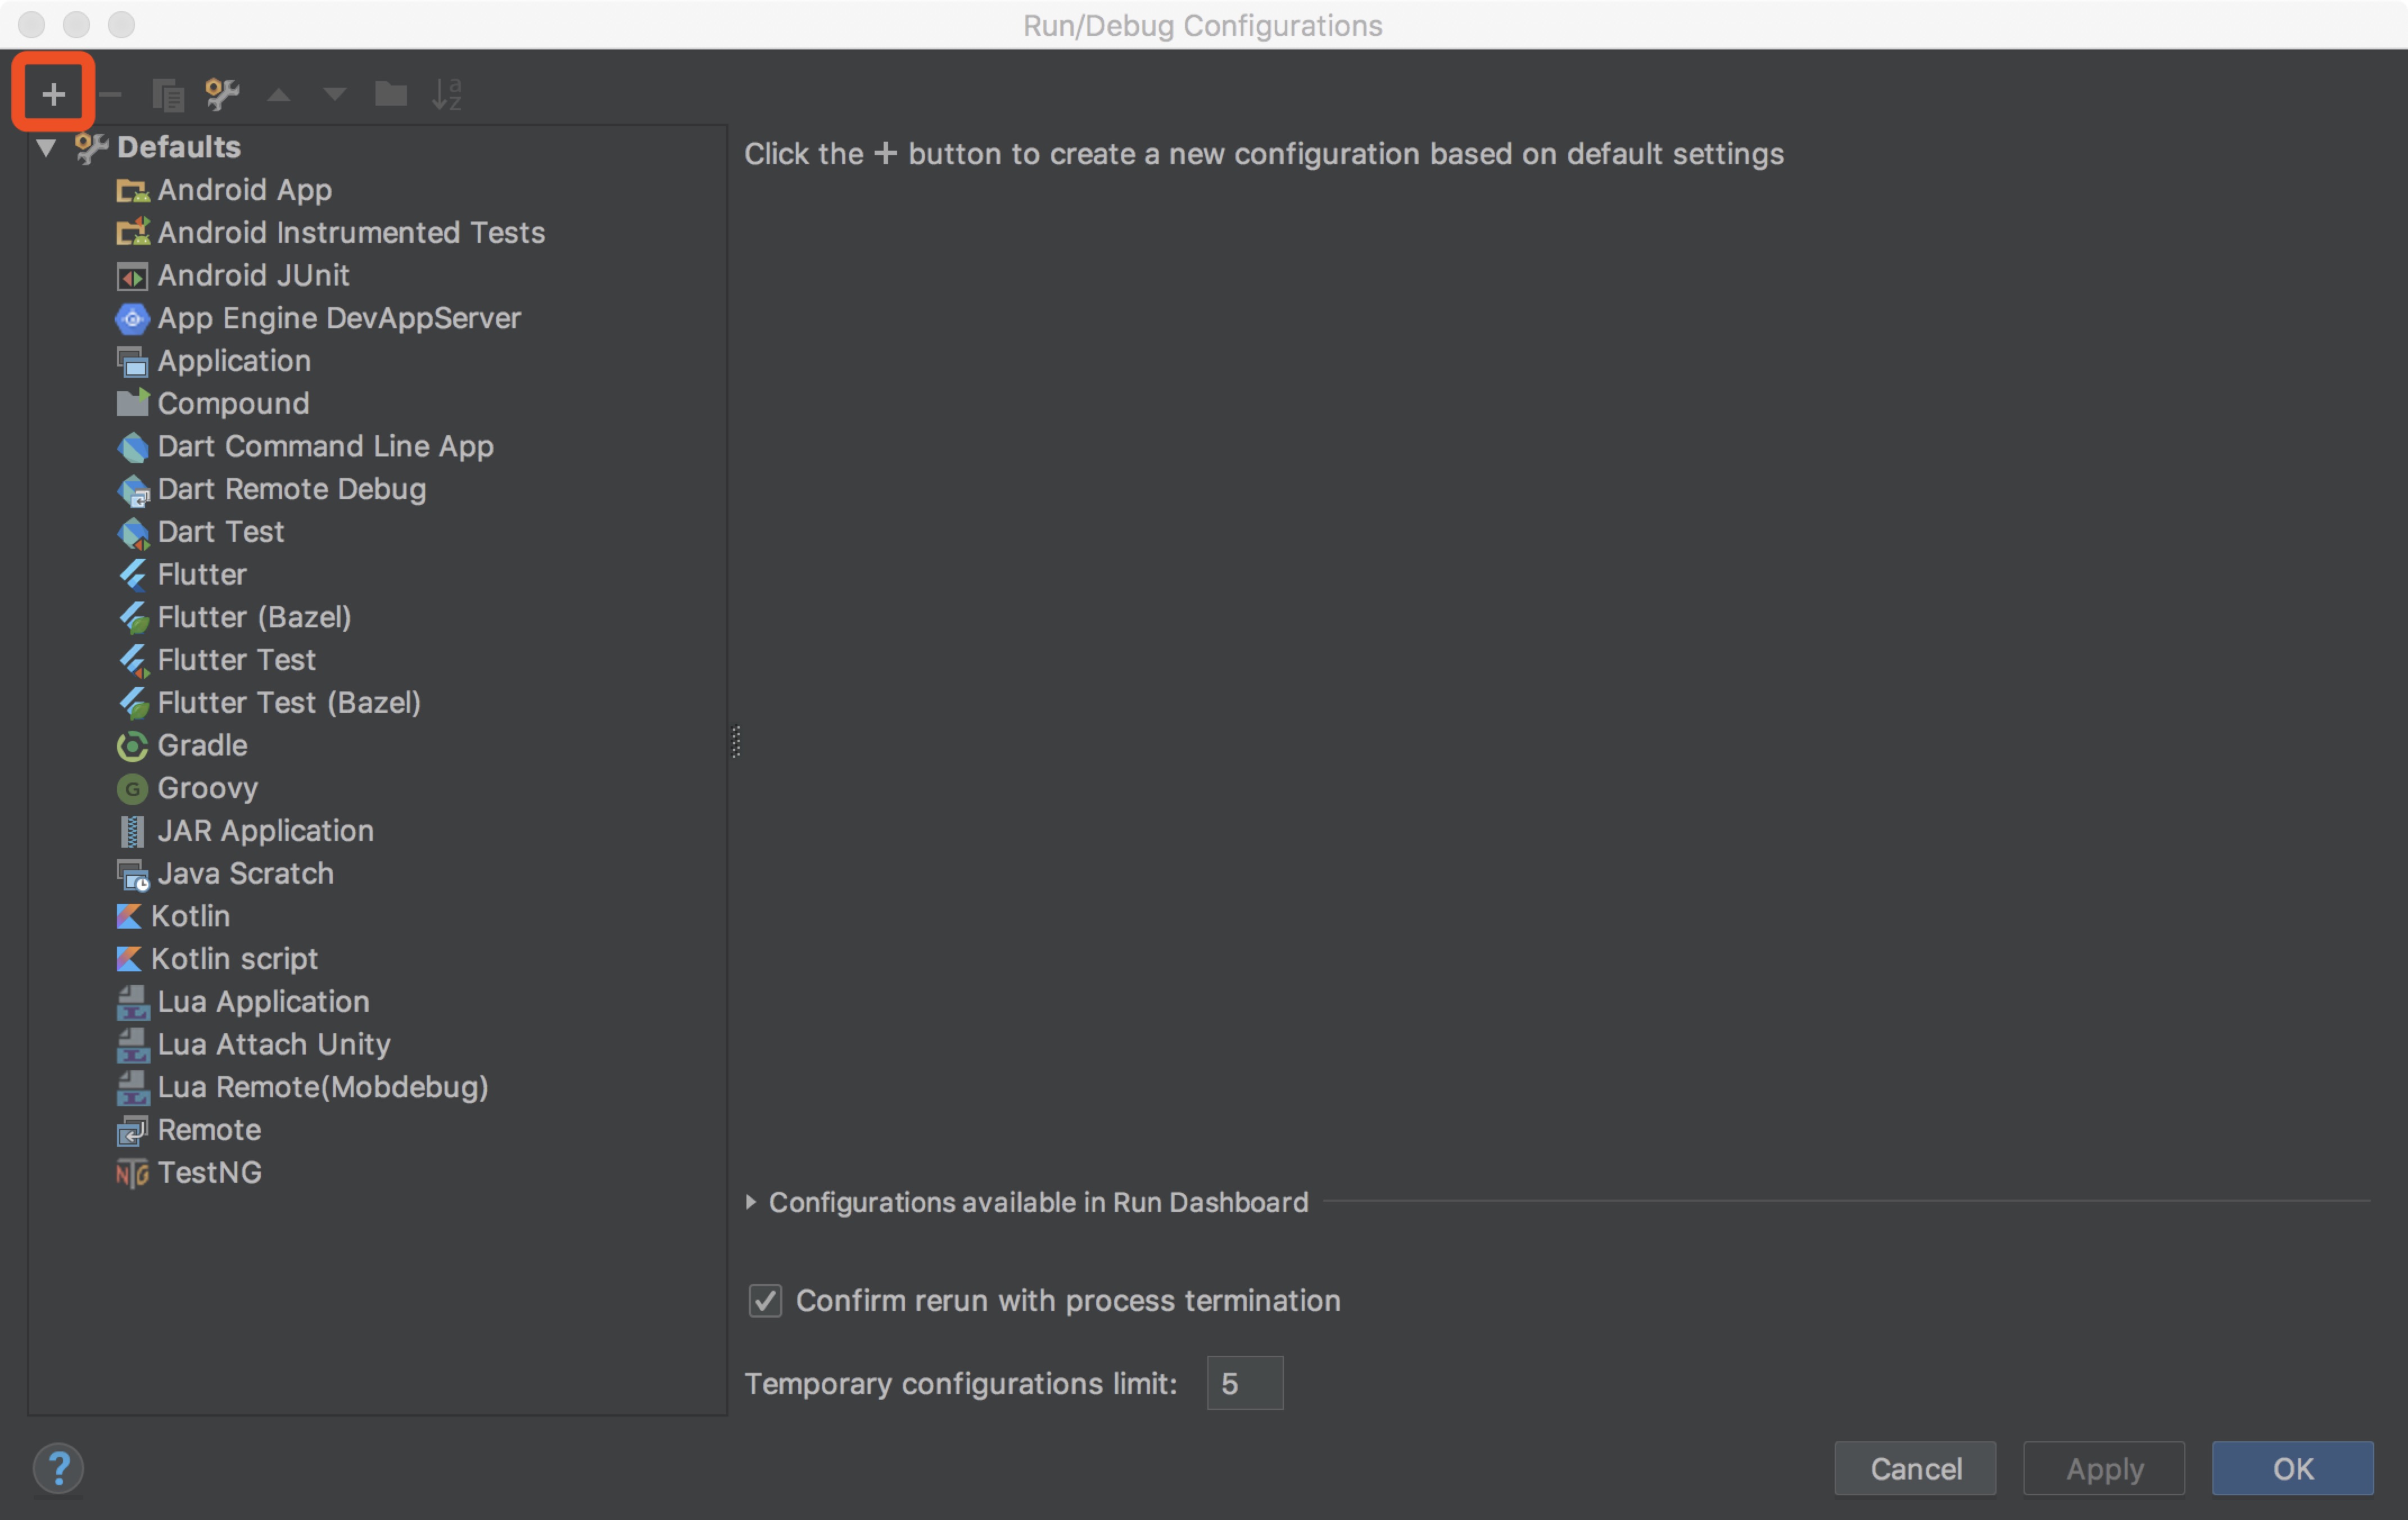 Run/Debug Configurations
Defaults
Click the + button to create a new configuration based on default settings
Android App
Android Instrumented Tests
Android JUnit
App Engine DevAppServer
Application
Compound
Dart Command Line App
Dart Remote Debug
Dart Test
Flutter
Flutter (Bazel)
Flutter Test
Flutter Test (Bazel)
Gradle
Groovy
JAR Application
Java Scratch
Kotlin
Kotlin script
Lua Application
Lua Attach Unity
Lua Remote(Mobdebug)
Remote
TestNG
Configurations available in Run Dashboard
Confirm rerun with process termination
Temporary configurations limit: 5
? Cancel Apply OK